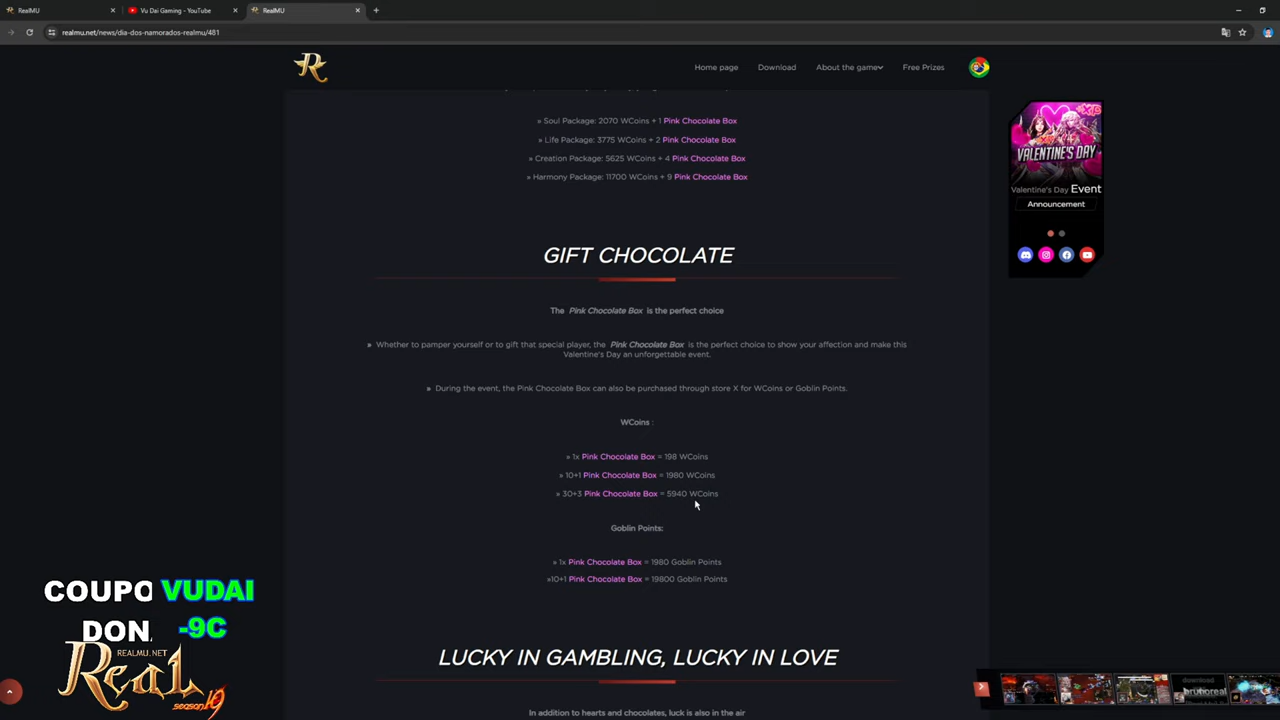 RealMU
Vu Dai Gaming - YouTube
RealMU
realmu.net/news/dia-dos-namorados-realmu/481
R
Home page
Download
About the game
Free Prizes
» Soul Package: 2070 WCoins + 1 Pink Chocolate Box
» Life Package: 3775 WCoins + 2 Pink Chocolate Box
» Creation Package: 5625 WCoins + 4 Pink Chocolate Box
» Harmony Package: 11700 WCoins + 9 Pink Chocolate Box
VALENTINE'S DAY
Valentine's Day Event
Announcement
GIFT CHOCOLATE
The Pink Chocolate Box is the perfect choice
» Whether to pamper yourself or to gift that special player, the Pink Chocolate Box is the perfect choice to show your affection and make this
Valentine's Day an unforgettable event.
» During the event, the Pink Chocolate Box can also be purchased through store X for WCoins or Goblin Points.
WCoins :
» 1x Pink Chocolate Box = 198 WCoins
» 10+1 Pink Chocolate Box = 1980 WCoins
» 30+3 Pink Chocolate Box = 5940 WCoins
Goblin Points:
» 1x Pink Chocolate Box = 1980 Goblin Points
»10+1 Pink Chocolate Box = 19800 Goblin Points
COUPO VUDAI
DON -9C
REALMU.NET
Real
season 19
LUCKY IN GAMBLING, LUCKY IN LOVE
In addition to hearts and chocolates, luck is also in the air
download
brutioreal